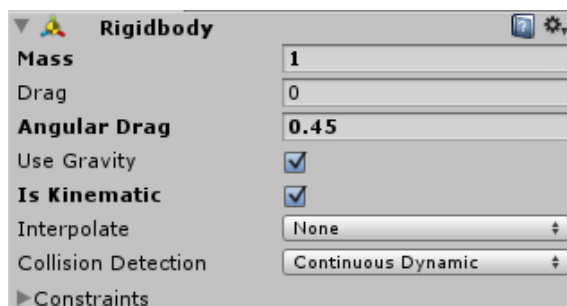 Rigidbody
Mass 1
Drag 0
Angular Drag 0.45
Use Gravity
Is Kinematic
Interpolate None
Collision Detection Continuous Dynamic
Constraints